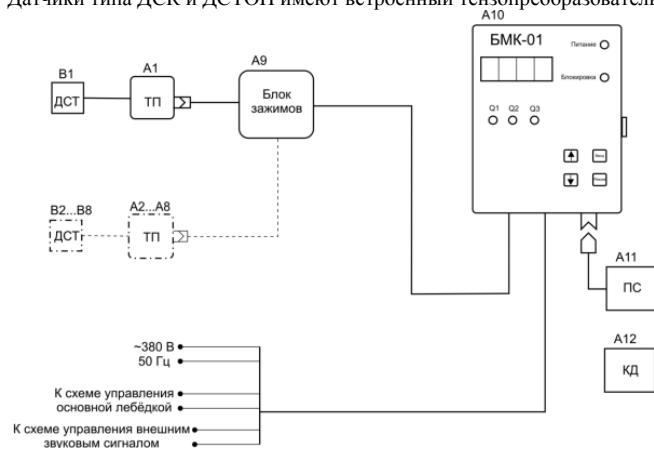 Датчики типа ДСК и ДСТОП имеют встроенный тензопреобразователь
A10
БМК-01
Питание
Блокировка
Q1 Q2 Q3
B1
ДСТ
A1
ТП
A9
Блок
зажимов
B2...B8
ДСТ
A2...A8
ТП
A11
ПС
A12
КД
~380 В
50 Гц
К схеме управления
основной лебёдкой
К схеме управления внешним
звуковым сигналом